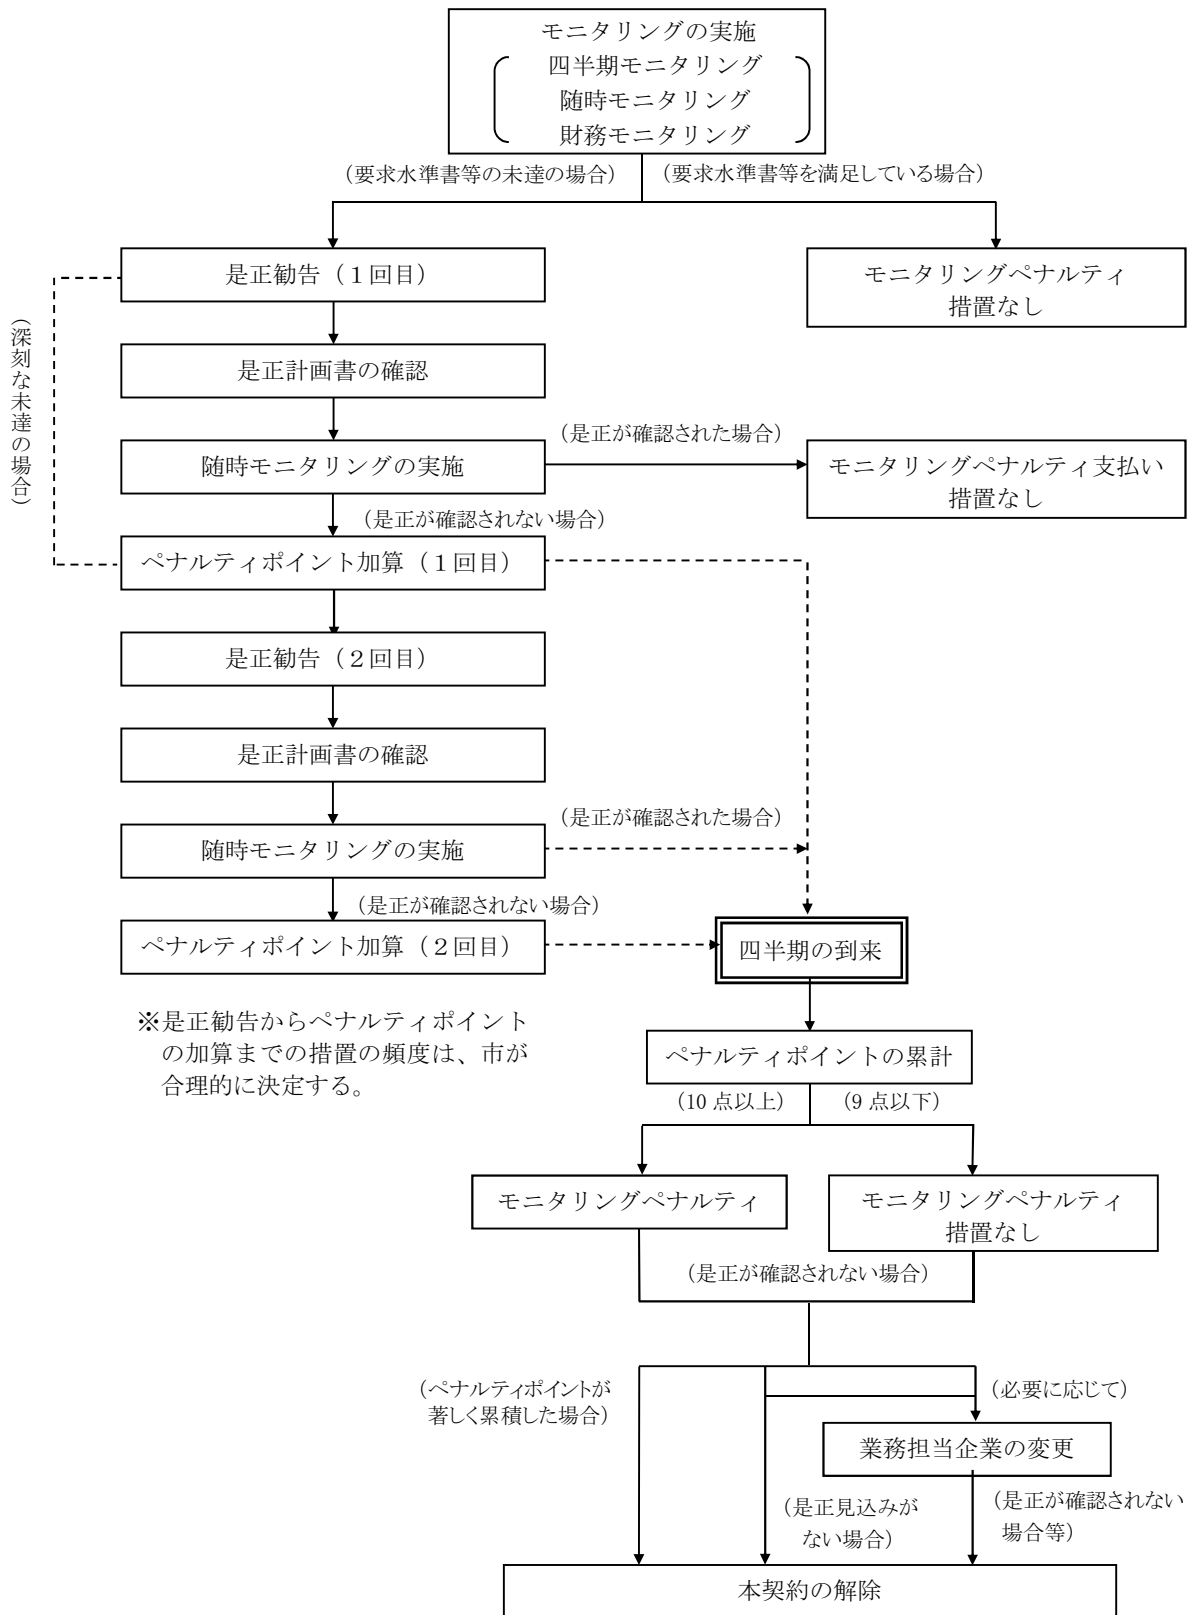 モニタリングの実施
四半期モニタリング
随時モニタリング
財務モニタリング
（要求水準書等の未達の場合）
（要求水準書等を満足している場合）
是正勧告（１回目）
モニタリングペナルティ
措置なし
（深刻な未達の場合）
是正計画書の確認
（是正が確認された場合）
随時モニタリングの実施
モニタリングペナルティ支払い
措置なし
（是正が確認されない場合）
ペナルティポイント加算（１回目）
是正勧告（２回目）
是正計画書の確認
（是正が確認された場合）
随時モニタリングの実施
（是正が確認されない場合）
ペナルティポイント加算（２回目）
四半期の到来
※是正勧告からペナルティポイント
の加算までの措置の頻度は、市が
合理的に決定する。
ペナルティポイントの累計
（10 点以上）
（9 点以下）
モニタリングペナルティ
モニタリングペナルティ
措置なし
（是正が確認されない場合）
（ペナルティポイントが
著しく累積した場合）
（必要に応じて）
業務担当企業の変更
（是正見込みが
ない場合）
（是正が確認されない
場合等）
本契約の解除